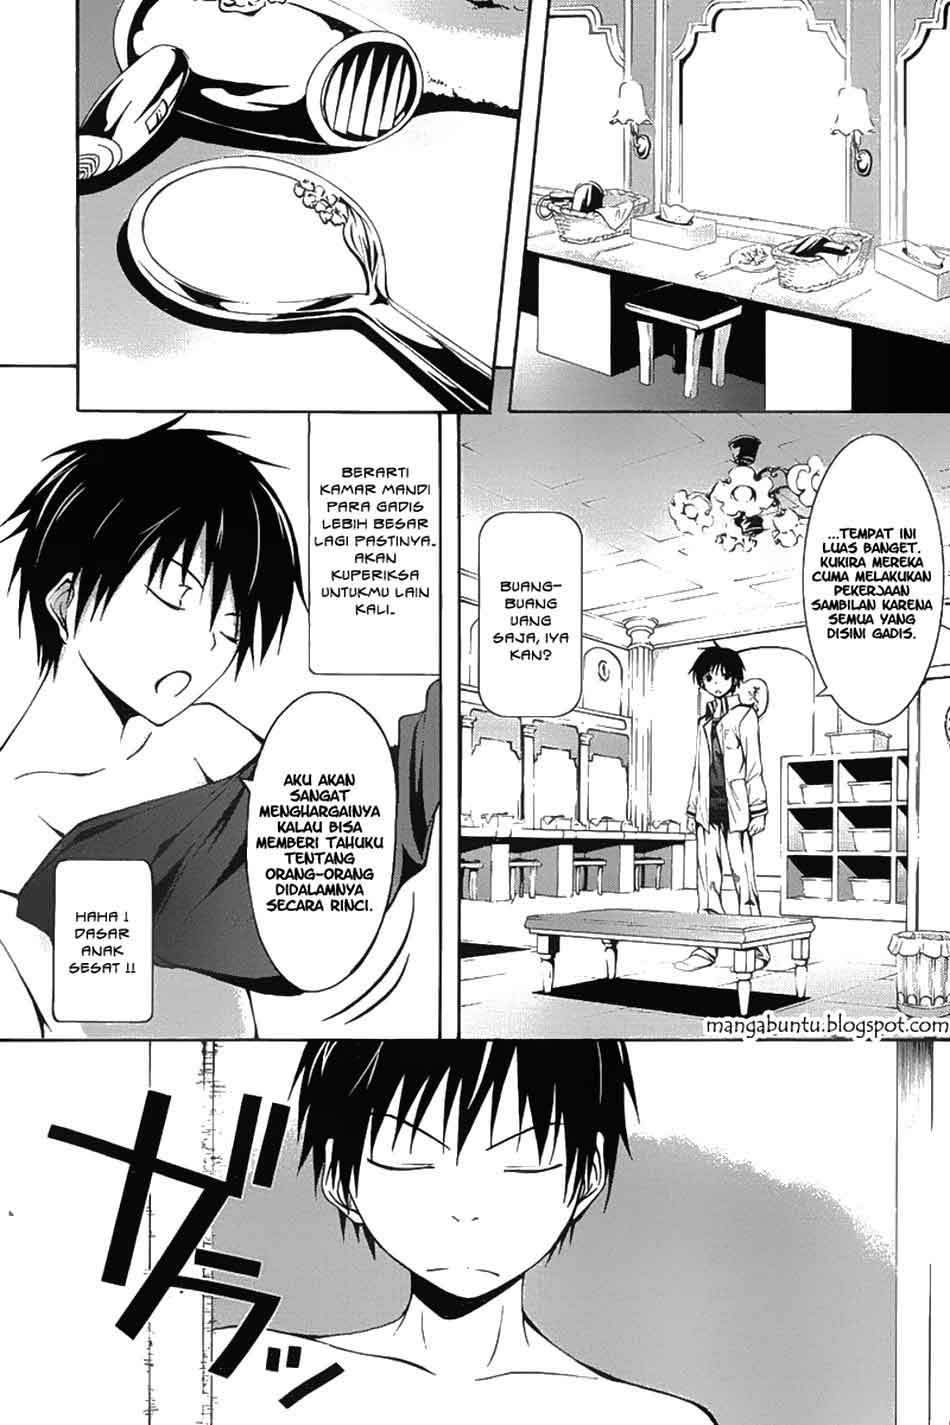 ...TEMPAT INI
LUAS BANGET.
KUKIRA MEREKA
CUMA MELAKUKAN
PEKERJAAN
SAMBILAN KARENA
SEMUA YANG
DISINI GADIS.
BUANG-
BUANG
UANG
SAJA, IYA
KAN?
mangabuntu.blogspot.com
BERARTI
KAMAR MANDI
PARA GADIS
LEBIH BESAR
LAGI PASTINYA.
AKAN
KUPERIKSA
UNTUKMU LAIN
KALI.
AKU AKAN
SANGAT
MENGHARGAINYA
KALAU BISA
MEMBERI TAHUKU
TENTANG
ORANG-ORANG
DIDALAMNYA
SECARA RINCI.
HAHA !
DASAR
ANAK
SESAT !!
ガラッ